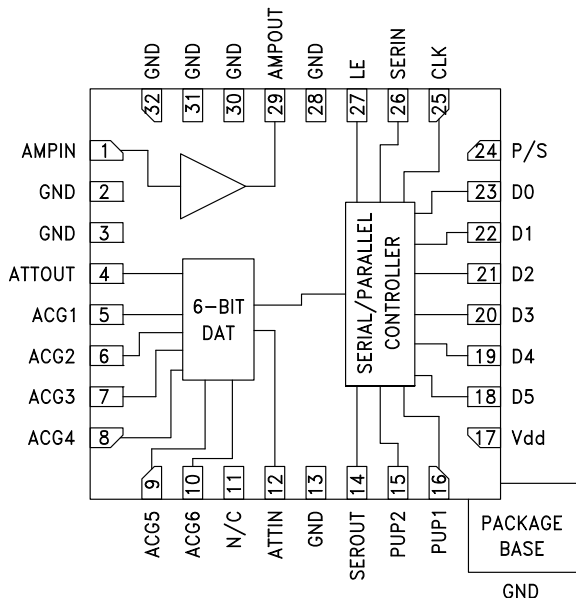 GND
GND
GND
AMPOUT
GND
LE
SERIN
CLK
32
31
30
29
28
27
26
25
AMPIN 1
GND 2
GND 3
ATTOUT 4
ACG1 5
ACG2 6
ACG3 7
ACG4 8
6-BIT
DAT
SERIAL/PARALLEL
CONTROLLER
24 P/S
23 D0
22 D1
21 D2
20 D3
19 D4
18 D5
17 Vdd
9
10
11
12
13
14
15
16
ACG5
ACG6
N/C
ATTIN
GND
SEROUT
PUP2
PUP1
PACKAGE
BASE
GND